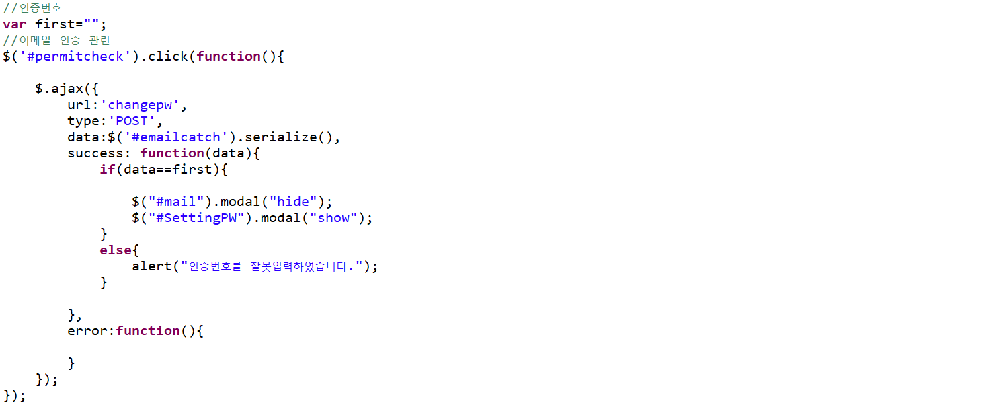 //인증번호
var first="";
//이메일 인증 관련
$('#permitcheck').click(function(){
$.ajax({
url:'changepw',
type:'POST',
data:$('#emailcatch').serialize(),
success: function(data){
if(data==first){
$("#mail").modal("hide");
$("#SettingPW").modal("show");
}
else{
alert("인증번호를 잘못입력하였습니다.");
}
},
error:function(){
}
});
});